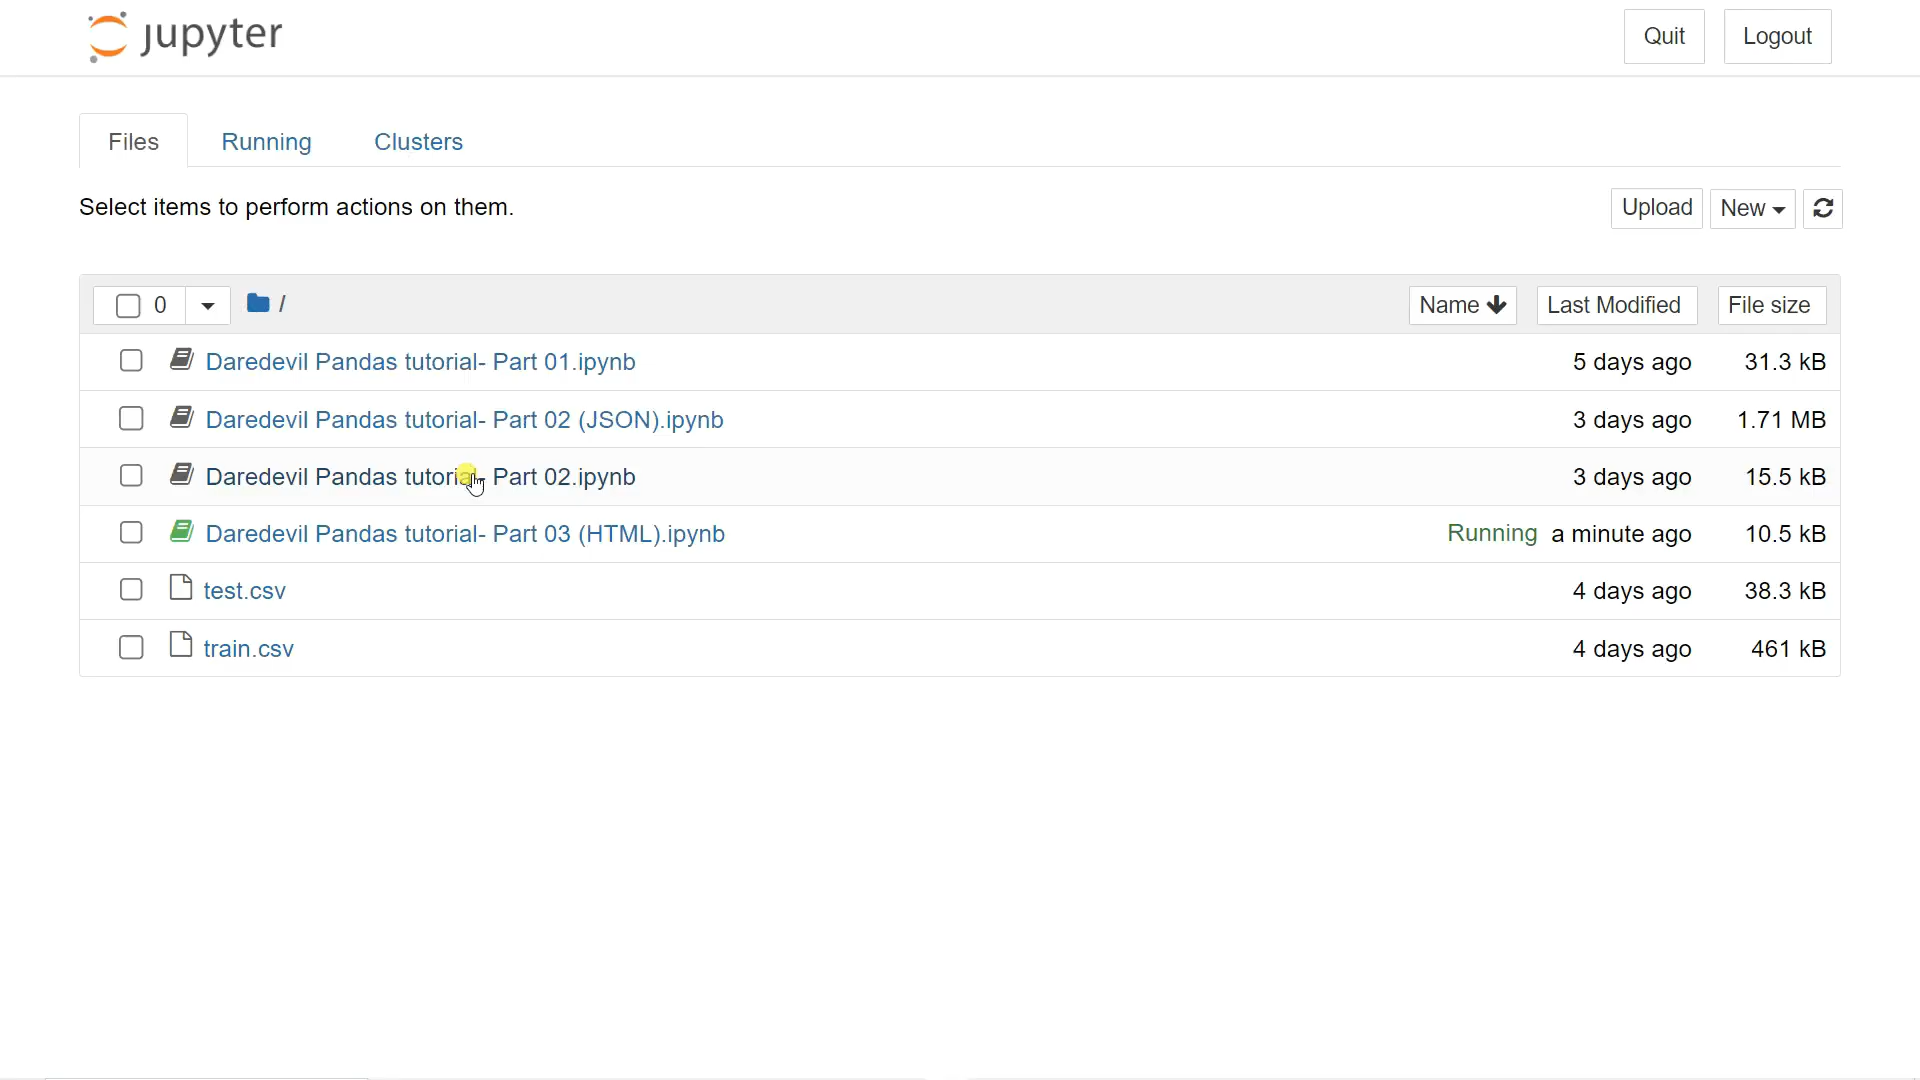 jupyter
Quit Logout
Files Running Clusters
Select items to perform actions on them.
Upload New
0 / Name Last Modified File size
Daredevil Pandas tutorial- Part 01.ipynb 5 days ago 31.3 kB
Daredevil Pandas tutorial- Part 02 (JSON).ipynb 3 days ago 1.71 MB
Daredevil Pandas tutorial- Part 02.ipynb 3 days ago 15.5 kB
Daredevil Pandas tutorial- Part 03 (HTML).ipynb Running a minute ago 10.5 kB
test.csv 4 days ago 38.3 kB
train.csv 4 days ago 461 kB